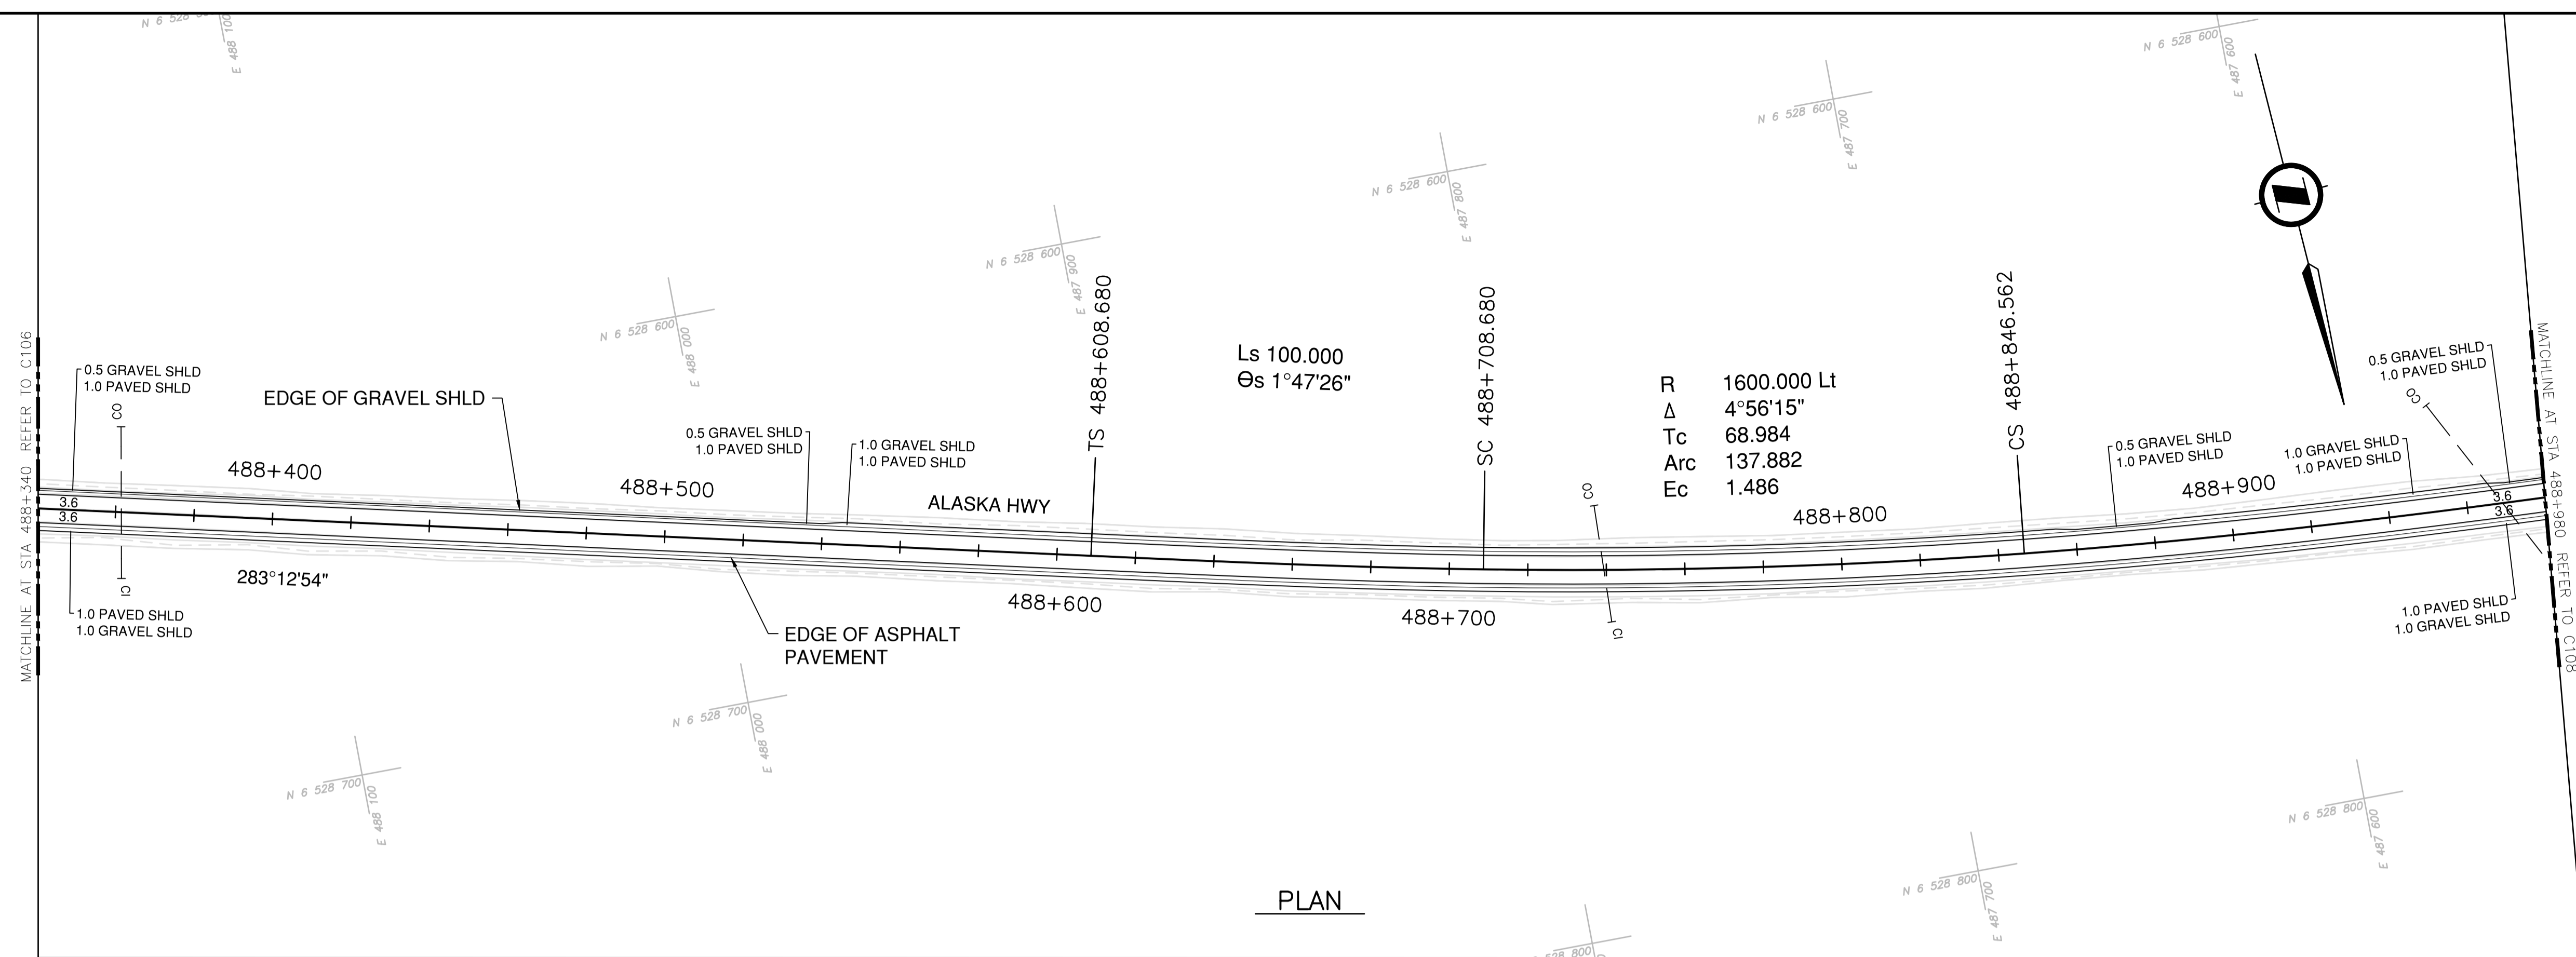 E 488 100
N 6 528 600
E 487 600
N 6 528 600
E 487 700
N 6 528 600
E 487 800
N 6 528 600
E 487 900
N 6 528 600
E 488 000
MATCHLINE AT STA 488+340 REFER TO C106
0.5 GRAVEL SHLD
1.0 PAVED SHLD
CO
EDGE OF GRAVEL SHLD
488+400
3.6
3.6
283°12'54"
CI
1.0 PAVED SHLD
1.0 GRAVEL SHLD
0.5 GRAVEL SHLD
1.0 PAVED SHLD
1.0 GRAVEL SHLD
1.0 PAVED SHLD
488+500
ALASKA HWY
TS 488+608.680
Ls 100.000
Өs 1°47'26"
SC 488+708.680
R 1600.000 Lt
Δ 4°56'15"
Tc 68.984
Arc 137.882
Ec 1.486
CO
488+800
CS 488+846.562
0.5 GRAVEL SHLD
1.0 PAVED SHLD
1.0 GRAVEL SHLD
1.0 PAVED SHLD
488+900
0.5 GRAVEL SHLD
1.0 PAVED SHLD
CO
3.6
3.6
MATCHLINE AT STA 488+980 REFER TO C108
488+600
488+700
CI
EDGE OF ASPHALT
PAVEMENT
1.0 PAVED SHLD
1.0 GRAVEL SHLD
N 6 528 700
E 488 000
N 6 528 700
E 488 100
N 6 528 800
E 487 600
N 6 528 800
E 487 700
PLAN